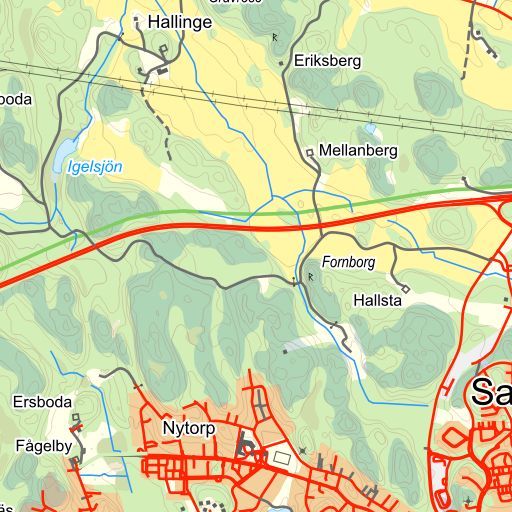 Hallinge
Eriksberg
boda
Mellanberg
Igelsjön
Fornborg
Hallsta
Sa
Ersboda
Nytorp
Fågelby